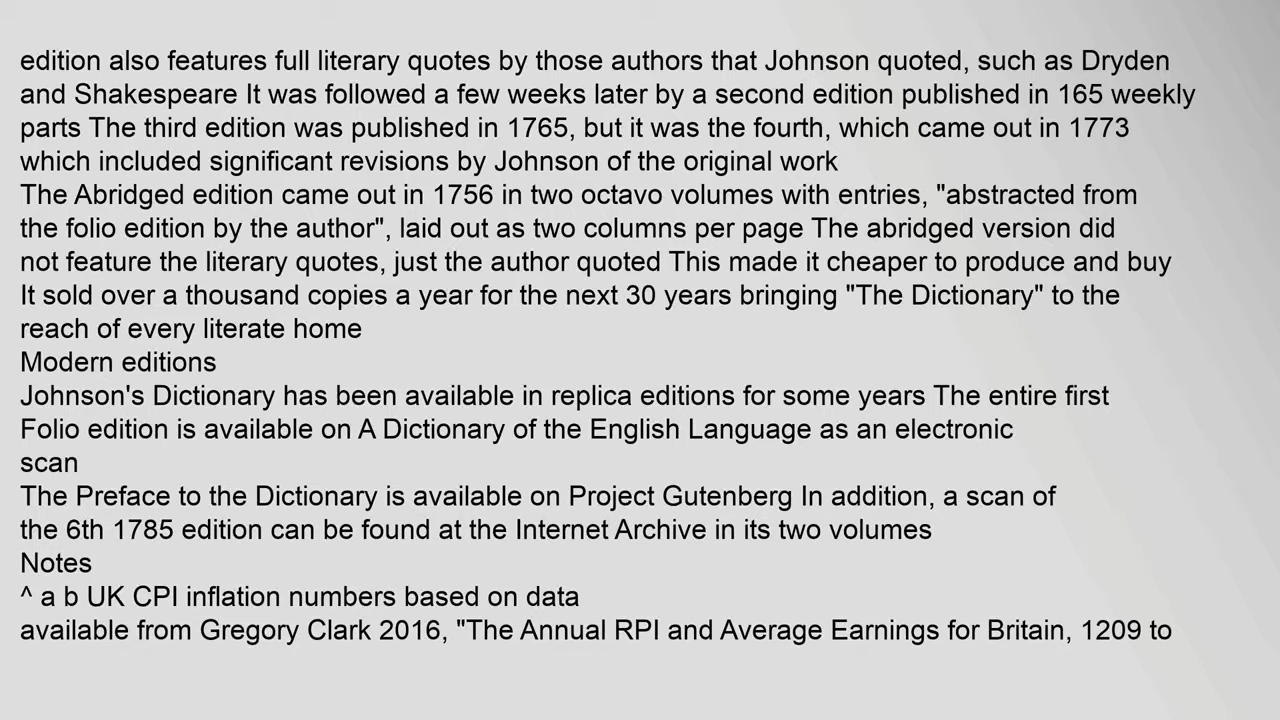 edition also features full literary quotes by those authors that Johnson quoted, such as Dryden
and Shakespeare It was followed a few weeks later by a second edition published in 165 weekly
parts The third edition was published in 1765, but it was the fourth, which came out in 1773
which included significant revisions by Johnson of the original work
The Abridged edition came out in 1756 in two octavo volumes with entries, "abstracted from
the folio edition by the author", laid out as two columns per page The abridged version did
not feature the literary quotes, just the author quoted This made it cheaper to produce and buy
It sold over a thousand copies a year for the next 30 years bringing "The Dictionary" to the
reach of every literate home
Modern editions
Johnson's Dictionary has been available in replica editions for some years The entire first
Folio edition is available on A Dictionary of the English Language as an electronic
scan
The Preface to the Dictionary is available on Project Gutenberg In addition, a scan of
the 6th 1785 edition can be found at the Internet Archive in its two volumes
Notes
^ a b UK CPI inflation numbers based on data
available from Gregory Clark 2016, "The Annual RPI and Average Earnings for Britain, 1209 to